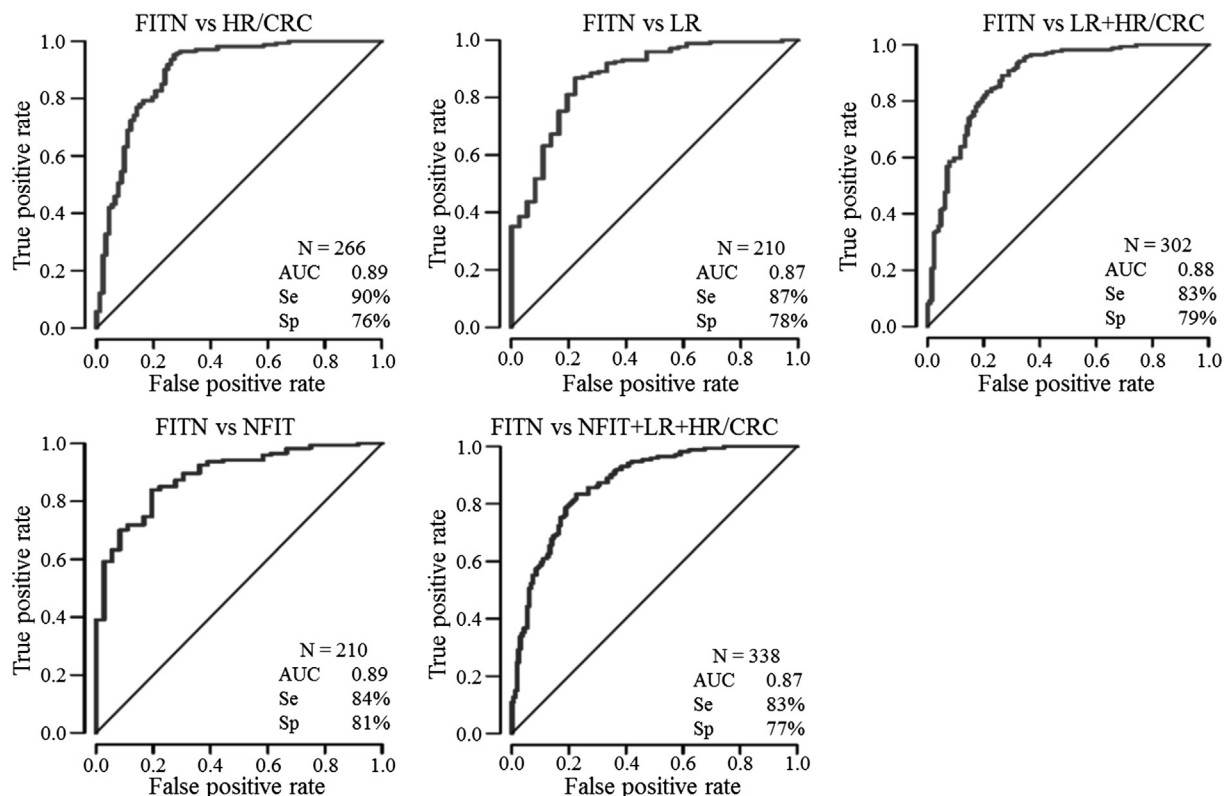 FITN vs HR/CRC
True positive rate
1.0
0.8
0.6
0.4
0.2
0.0
N = 266
AUC 0.89
Se 90%
Sp 76%
0.0 0.2 0.4 0.6 0.8 1.0
False positive rate
FITN vs LR
True positive rate
1.0
0.8
0.6
0.4
0.2
0.0
N = 210
AUC 0.87
Se 87%
Sp 78%
0.0 0.2 0.4 0.6 0.8 1.0
False positive rate
FITN vs LR+HR/CRC
True positive rate
1.0
0.8
0.6
0.4
0.2
0.0
N = 302
AUC 0.88
Se 83%
Sp 79%
0.0 0.2 0.4 0.6 0.8 1.0
False positive rate
FITN vs NFIT
True positive rate
1.0
0.8
0.6
0.4
0.2
0.0
N = 210
AUC 0.89
Se 84%
Sp 81%
0.0 0.2 0.4 0.6 0.8 1.0
False positive rate
FITN vs NFIT+LR+HR/CRC
True positive rate
1.0
0.8
0.6
0.4
0.2
0.0
N = 338
AUC 0.87
Se 83%
Sp 77%
0.0 0.2 0.4 0.6 0.8 1.0
False positive rate